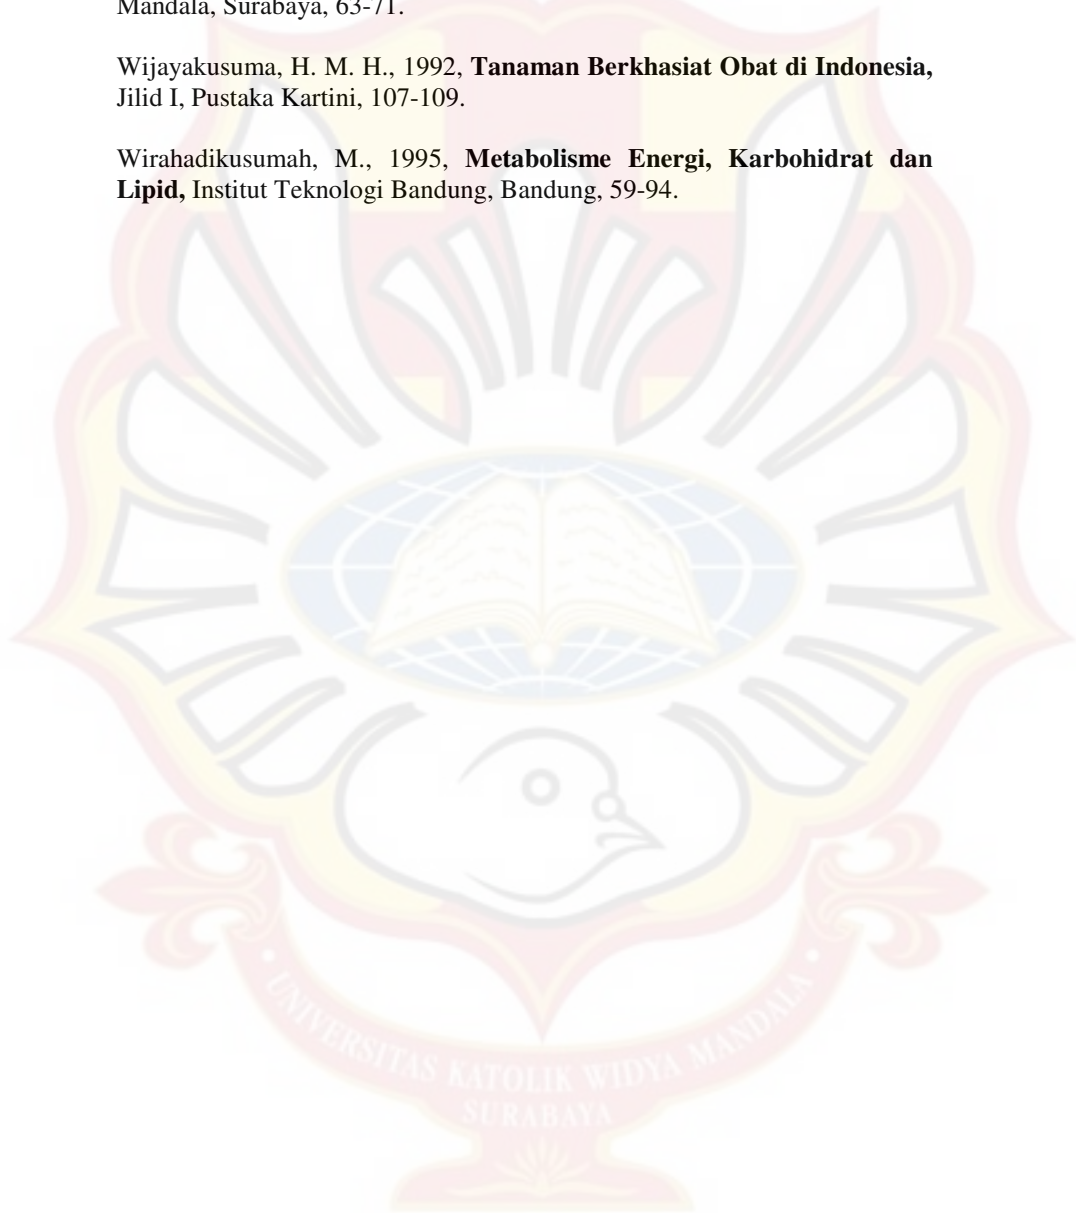 Mandala, Surabaya, 63-71.
Wijayakusuma, H. M. H., 1992, Tanaman Berkhasiat Obat di Indonesia,
Jilid I, Pustaka Kartini, 107-109.
Wirahadikusumah, M., 1995, Metabolisme Energi, Karbohidrat dan
Lipid, Institut Teknologi Bandung, Bandung, 59-94.
UNIVERSITAS KATOLIK WIDYA MANDALA
SURABAYA